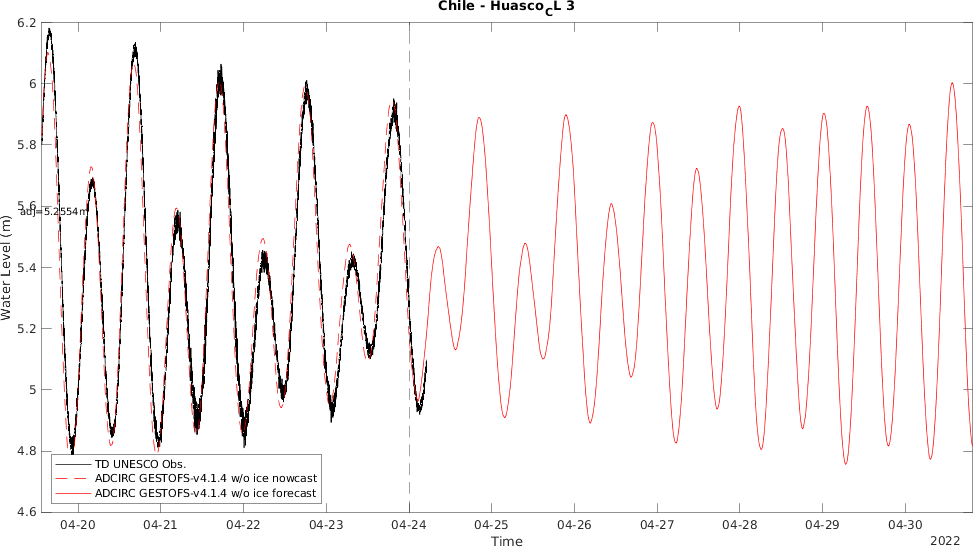 Chile - Huasco_CL 3
6.2
6
5.8
5.6
adj=5.2554m
5.4
5.2
5
4.8
4.6
Water Level (m)
TD UNESCO Obs.
ADCIRC GESTOFS-v4.1.4 w/o ice nowcast
ADCIRC GESTOFS-v4.1.4 w/o ice forecast
04-20 04-21 04-22 04-23 04-24 04-25 04-26 04-27 04-28 04-29 04-30
Time
2022